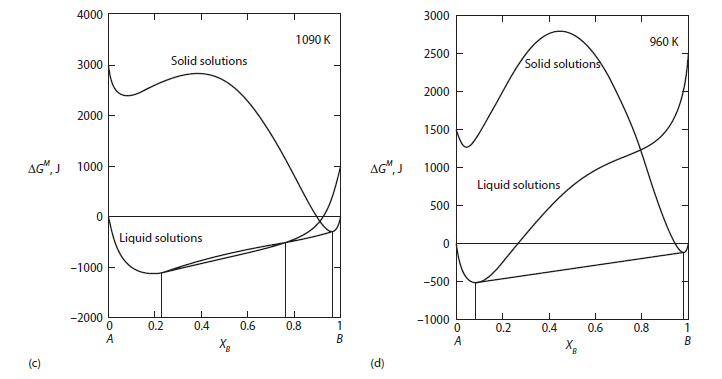 4000
3000
2000
1000
0
−1000
−2000
ΔG^M, J
1090 K
Solid solutions
Liquid solutions
0
0.2
0.4
0.6
0.8
1
A
X_B
B
(c)
3000
2500
2000
1500
1000
500
0
−500
−1000
ΔG^M, J
960 K
Solid solutions
Liquid solutions
0
0.2
0.4
0.6
0.8
1
A
X_B
B
(d)